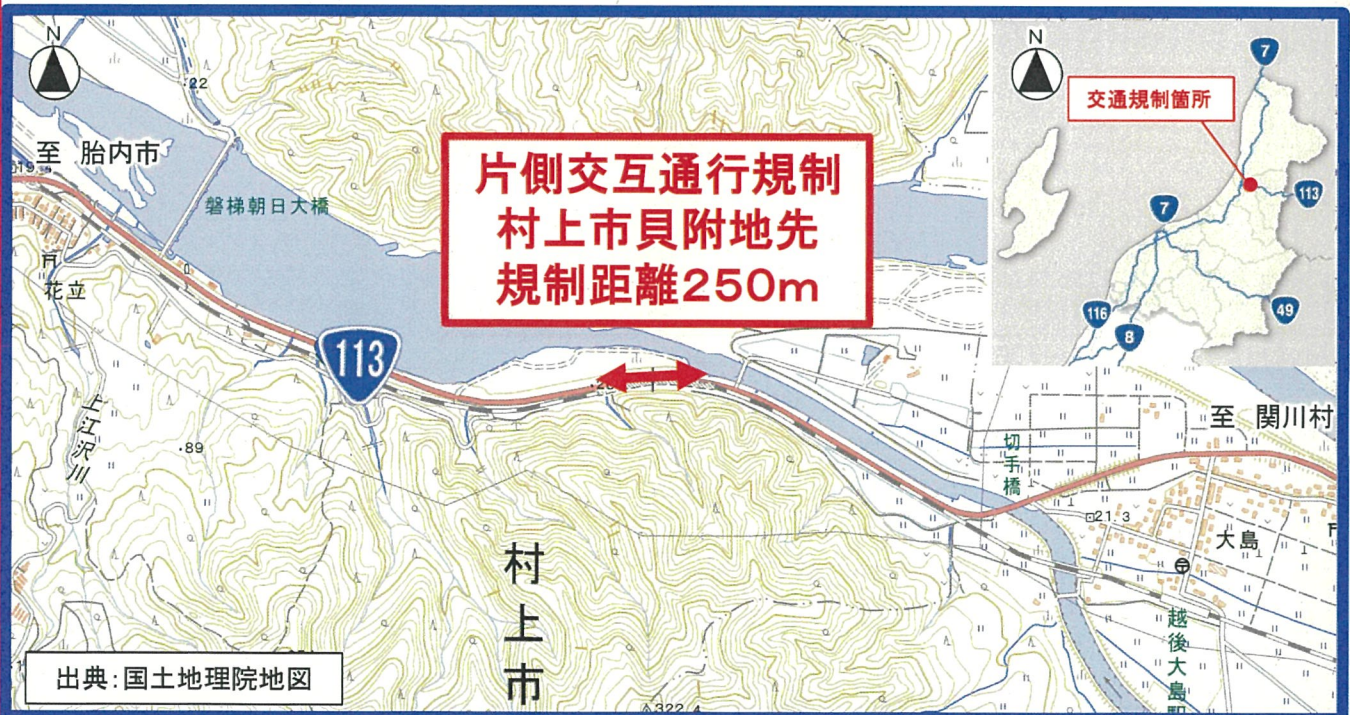 N
22
至 胎内市
磐梯朝日大橋
花立
113
上江沢川
89
片側交互通行規制
村上市貝附地先
規制距離250m
N
7
交通規制箇所
113
7
49
116
8
至 関川村
切手橋
21.3
大島
越後大島駅
村上市
322.4
出典:国土地理院地図